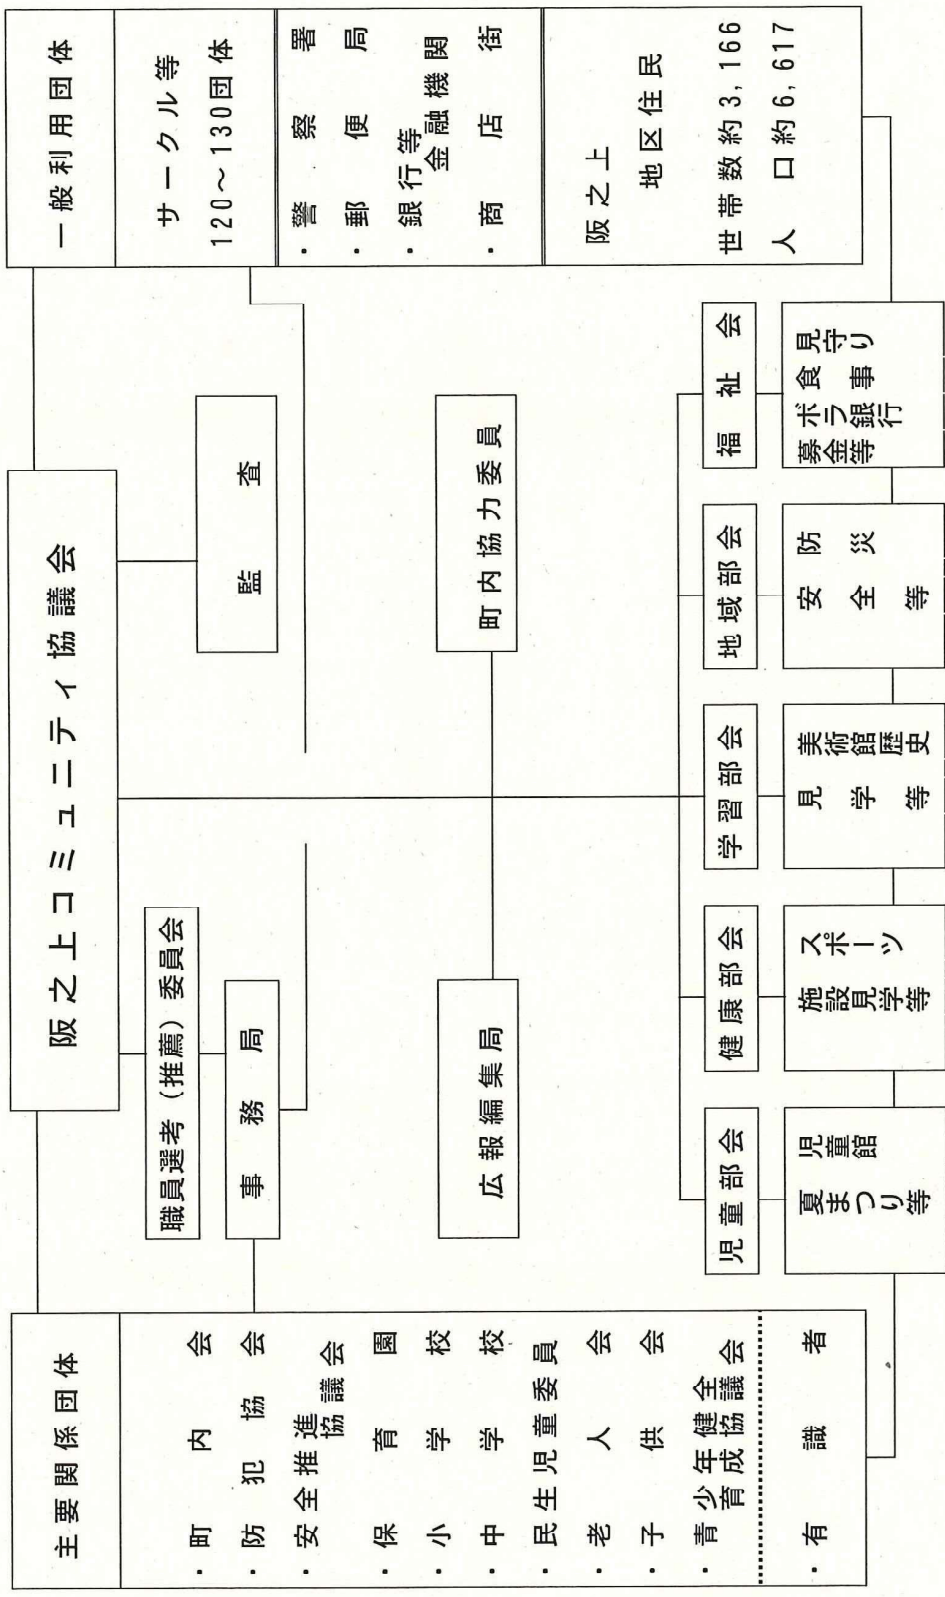 阪之上コミュニティ協議会
主要関係団体
・町内会
・防犯協会
・安全推進協議会
・保育園
・小学校
・中学校
・民生児童委員
・老人会
・子供会
・青少年健全育成協議会
・有識者
職員選考（推薦）委員会
事務局
監査
広報編集局
町内協力委員
児童部会
児童館
夏まつり等
健康部会
スポーツ
施設見学等
学習部会
美術館歴史
見学等
地域部会
防災
安全等
福祉会
見守り
食事
ボラ銀行
募金等
一般利用団体
サークル等
120～130団体
・警察署
・郵便局
・銀行等
金融機関
・商店街
阪之上
地区住民
世帯数約3,166
人口約6,617